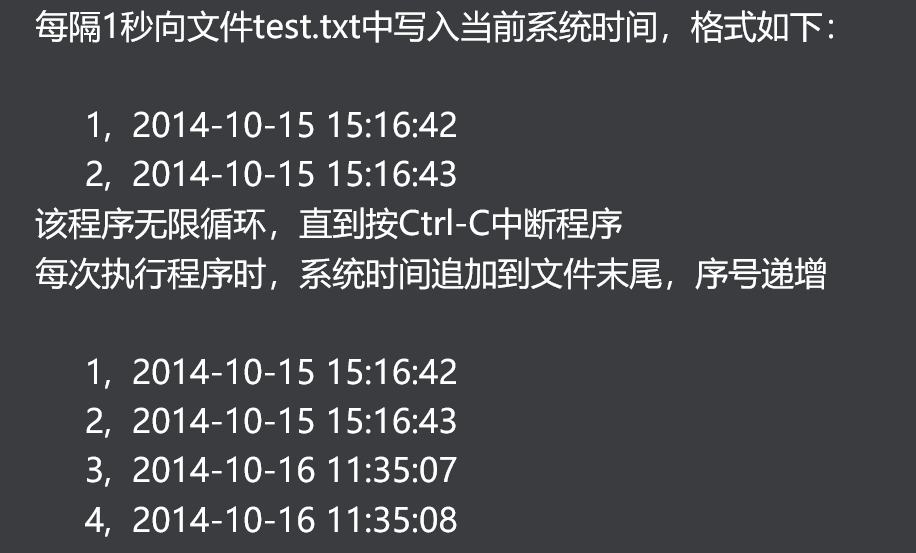 每隔1秒向文件test.txt中写入当前系统时间，格式如下：
1,  2014-10-15 15:16:42
2,  2014-10-15 15:16:43
该程序无限循环，直到按Ctrl-C中断程序
每次执行程序时，系统时间追加到文件末尾，序号递增
1,  2014-10-15 15:16:42
2,  2014-10-15 15:16:43
3,  2014-10-16 11:35:07
4,  2014-10-16 11:35:08